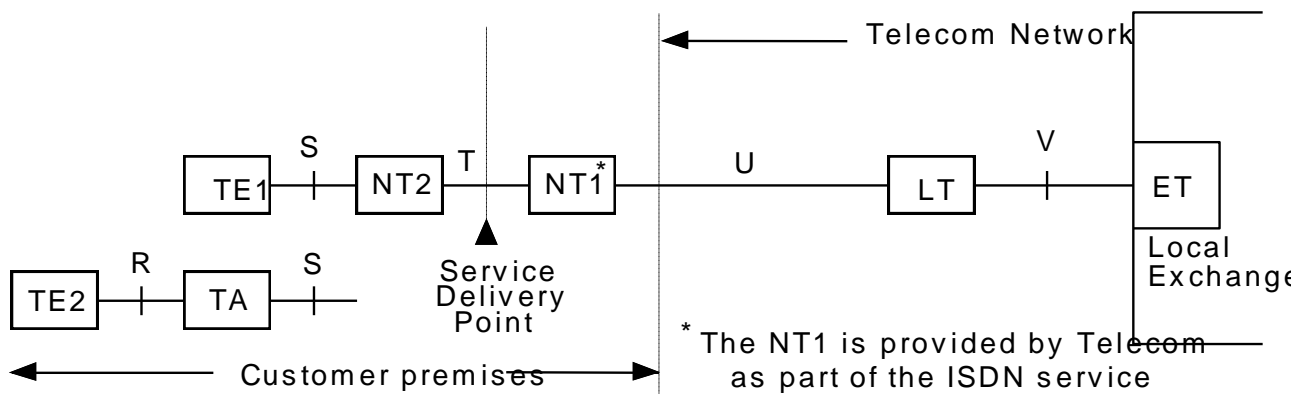 Telecom Network
S
T
U
V
TE1
NT2
NT1*
LT
ET
Local
Exchange
R
S
TE2
TA
Service
Delivery
Point
* The NT1 is provided by Telecom
as part of the ISDN service
Customer premises